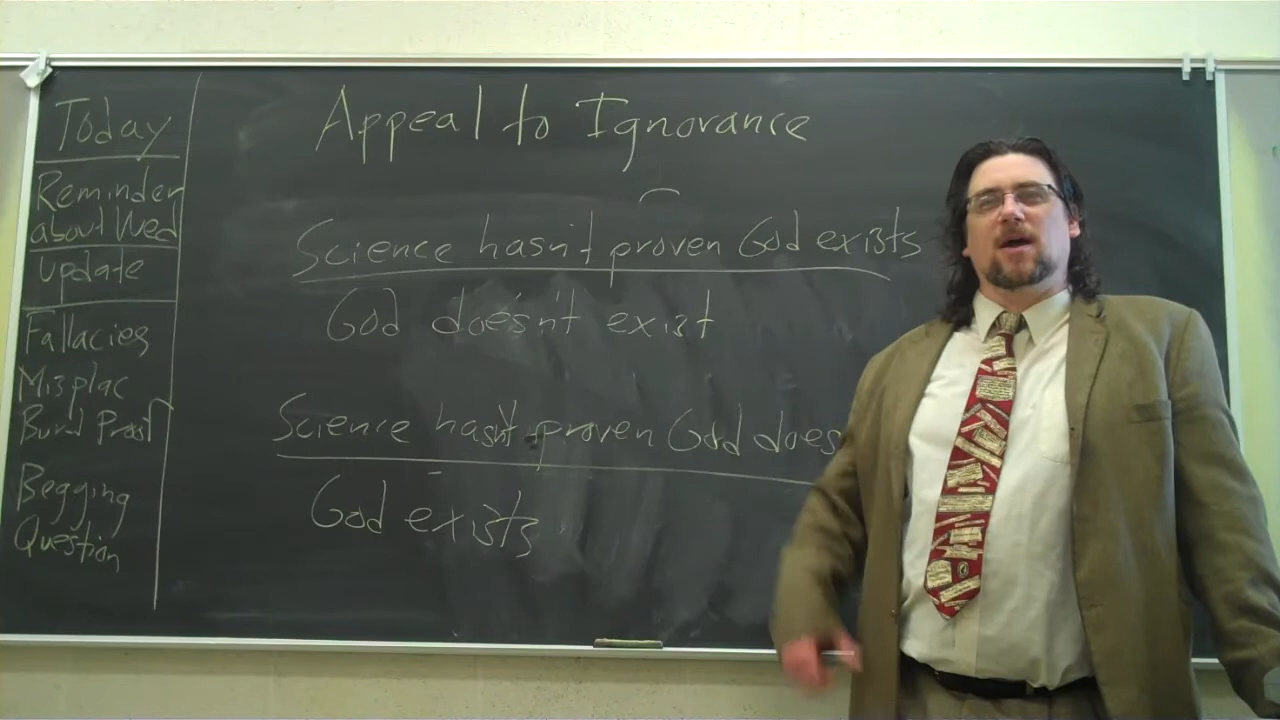 Today
Reminder
about Wed
update
Fallacies
Misplac
Burd Proof
Begging
Question
Appeal to Ignorance
Science hasn't proven God exists
God doesn't exist
Science hasn't proven God does
God exists